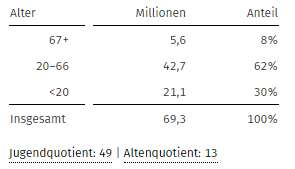 Alter Millionen Anteil
67+ 5,6 8%
20–66 42,7 62%
<20 21,1 30%
Insgesamt 69,3 100%
Jugendquotient: 49 | Altenquotient: 13